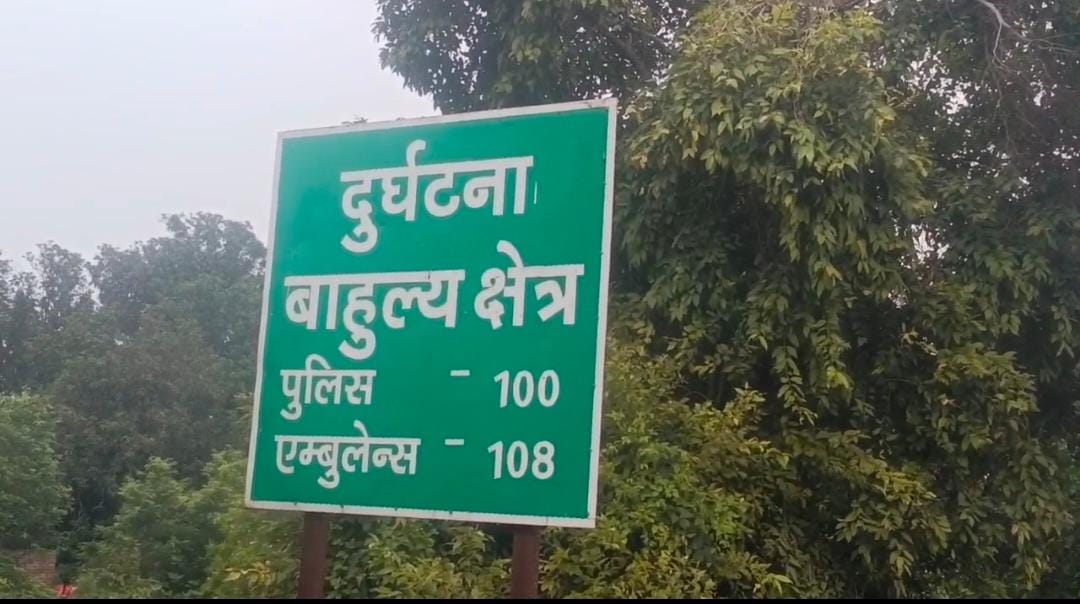 दुर्घटना
बाहुल्य क्षेत्र
पुलिस - 100
एम्बुलेन्स - 108